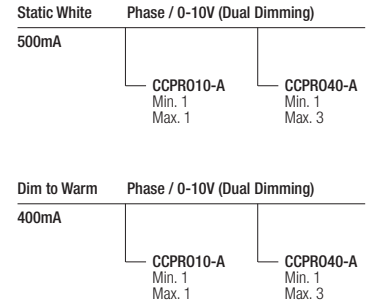 Static White Phase / 0-10V (Dual Dimming)
500mA
CCPRO10-A CCPRO40-A
Min. 1 Min. 1
Max. 1 Max. 3
Dim to Warm Phase / 0-10V (Dual Dimming)
400mA
CCPRO10-A CCPRO40-A
Min. 1 Min. 1
Max. 1 Max. 3